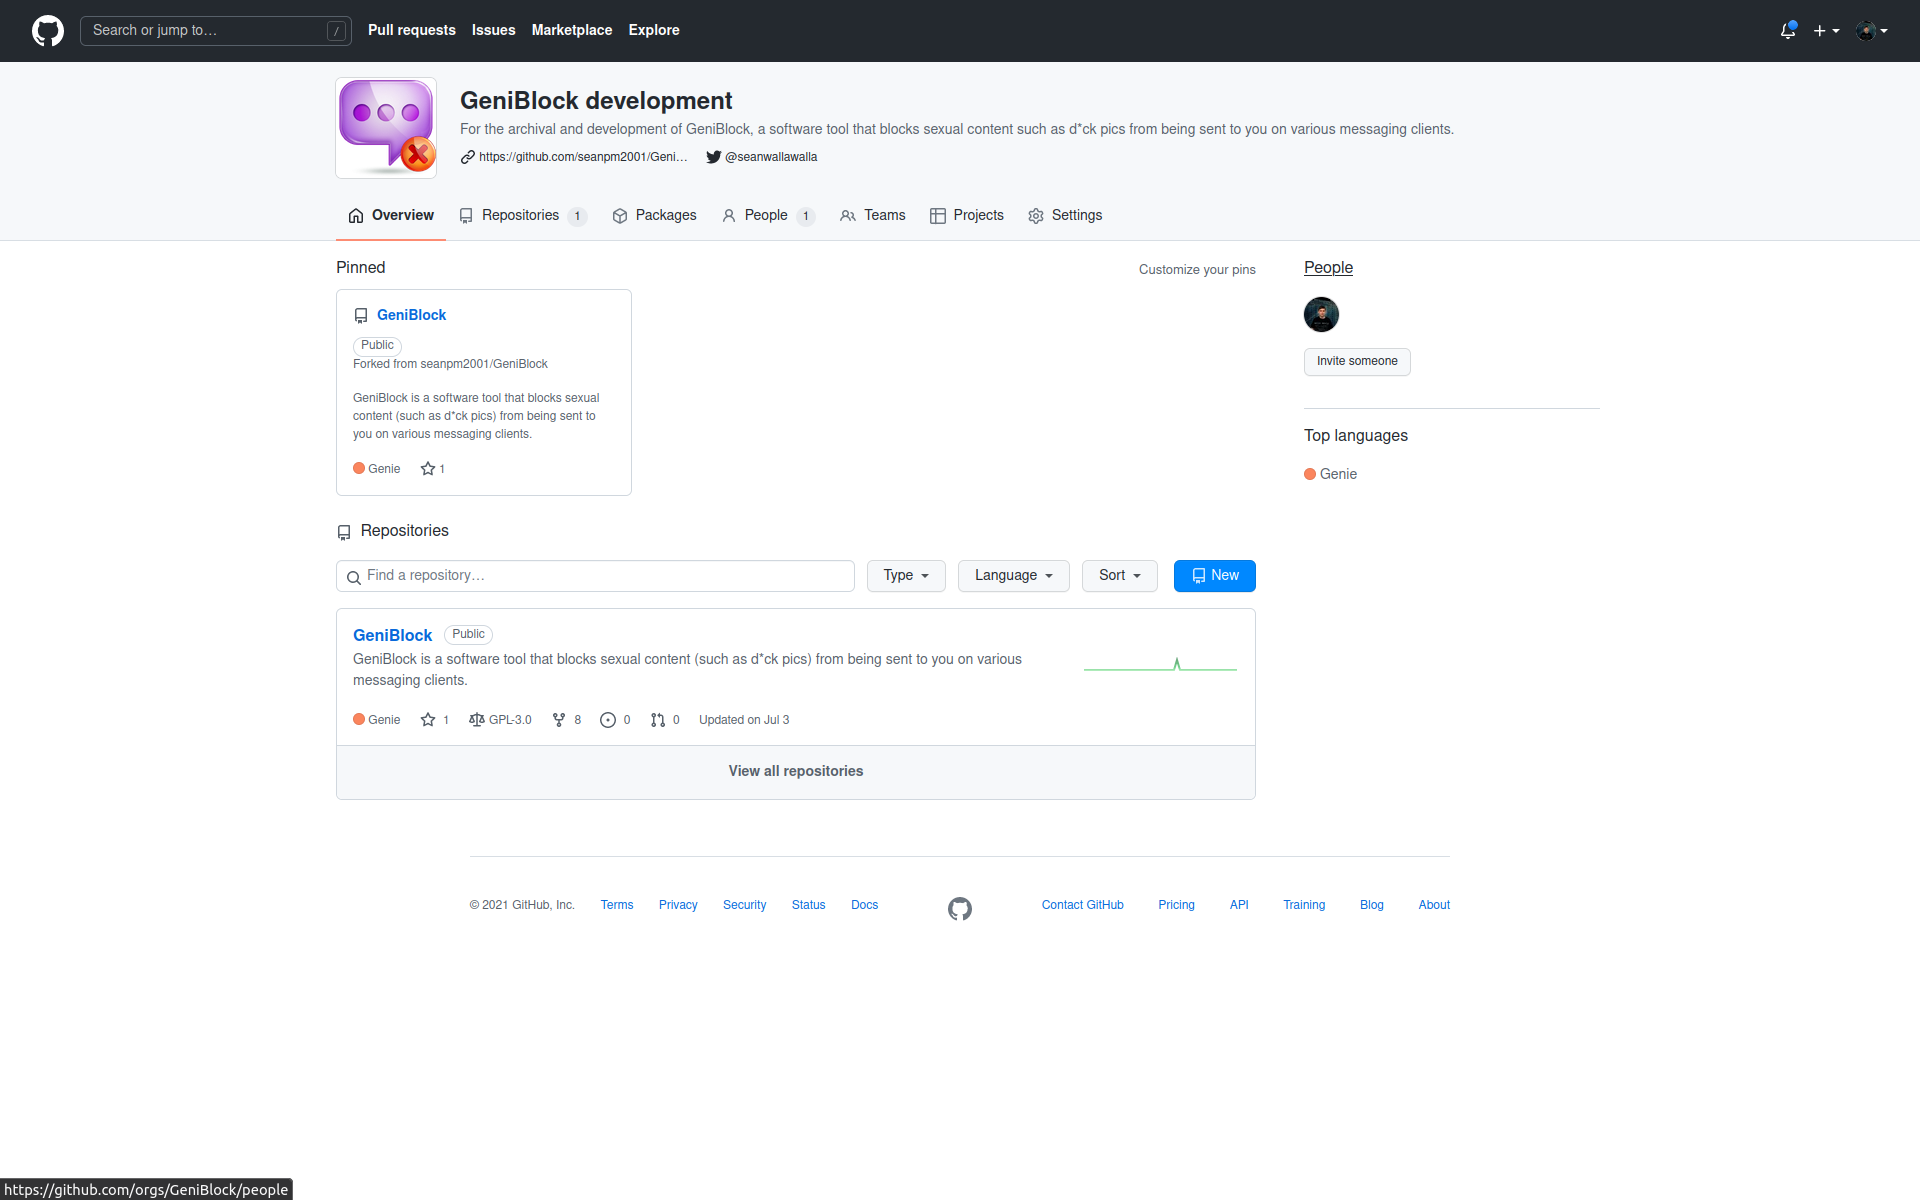 Search or jump to…
/
Pull requests
Issues
Marketplace
Explore
GeniBlock development
For the archival and development of GeniBlock, a software tool that blocks sexual content such as d*ck pics from being sent to you on various messaging clients.
https://github.com/seanpm2001/Geni…
@seanwallawalla
Overview
Repositories 1
Packages
People 1
Teams
Projects
Settings
Pinned
Customize your pins
GeniBlock
Public
Forked from seanpm2001/GeniBlock
GeniBlock is a software tool that blocks sexual
content (such as d*ck pics) from being sent to
you on various messaging clients.
Genie
1
People
Invite someone
Top languages
Genie
Repositories
Find a repository…
Type
Language
Sort
New
GeniBlock Public
GeniBlock is a software tool that blocks sexual content (such as d*ck pics) from being sent to you on various
messaging clients.
Genie 1 GPL-3.0 8 0 0 Updated on Jul 3
View all repositories
© 2021 GitHub, Inc.
Terms
Privacy
Security
Status
Docs
Contact GitHub
Pricing
API
Training
Blog
About
https://github.com/orgs/GeniBlock/people